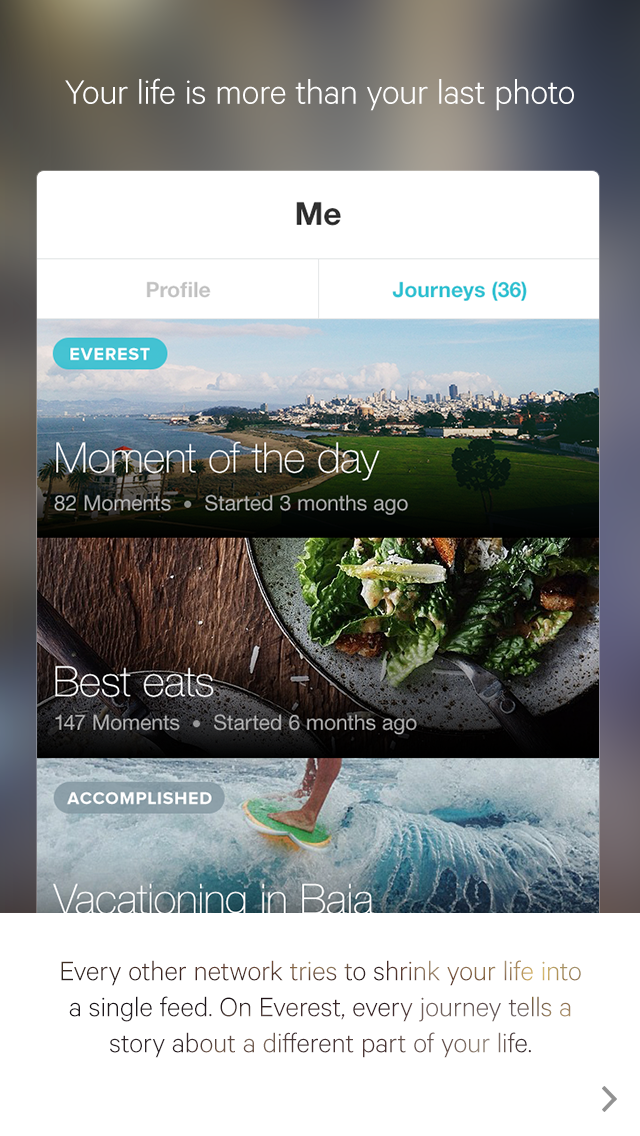 Your life is more than your last photo
Me
Profile
Journeys (36)
EVEREST
Moment of the day
82 Moments • Started 3 months ago
Best eats
147 Moments • Started 6 months ago
ACCOMPLISHED
Vacationing in Baja
Every other network tries to shrink your life into
a single feed. On Everest, every journey tells a
story about a different part of your life.